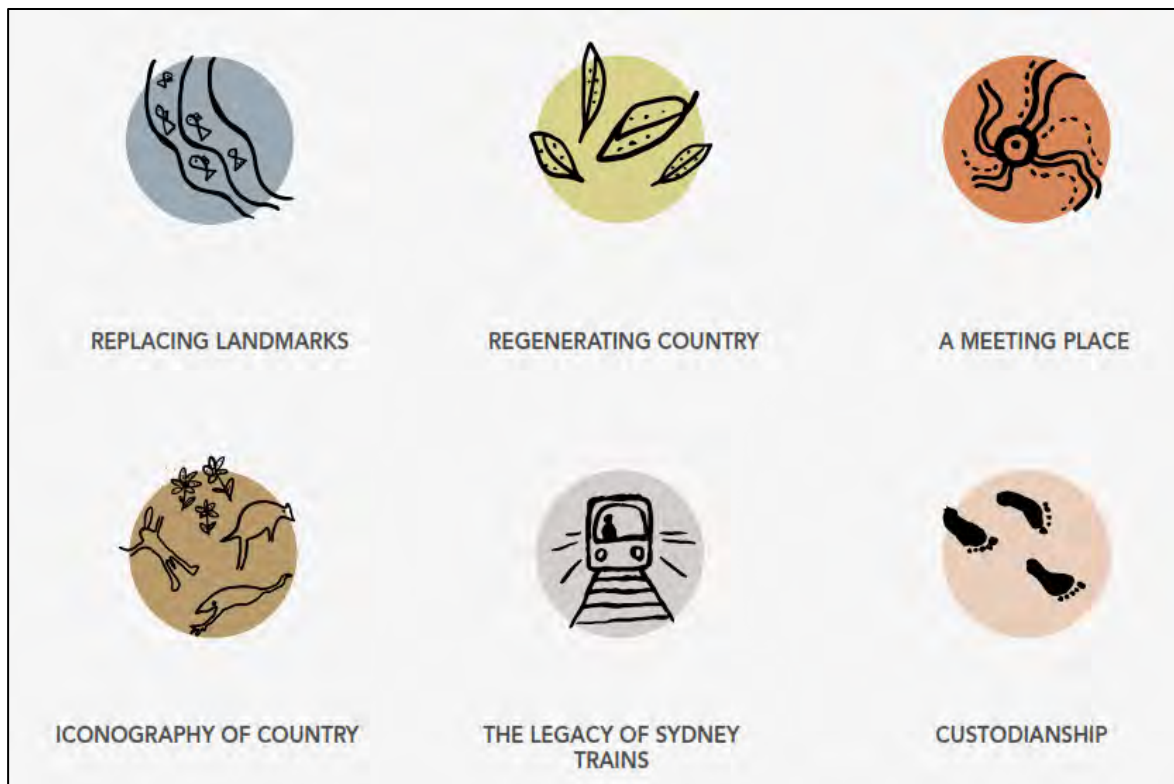 REPLACING LANDMARKS
REGENERATING COUNTRY
A MEETING PLACE
ICONOGRAPHY OF COUNTRY
THE LEGACY OF SYDNEY
TRAINS
CUSTODIANSHIP